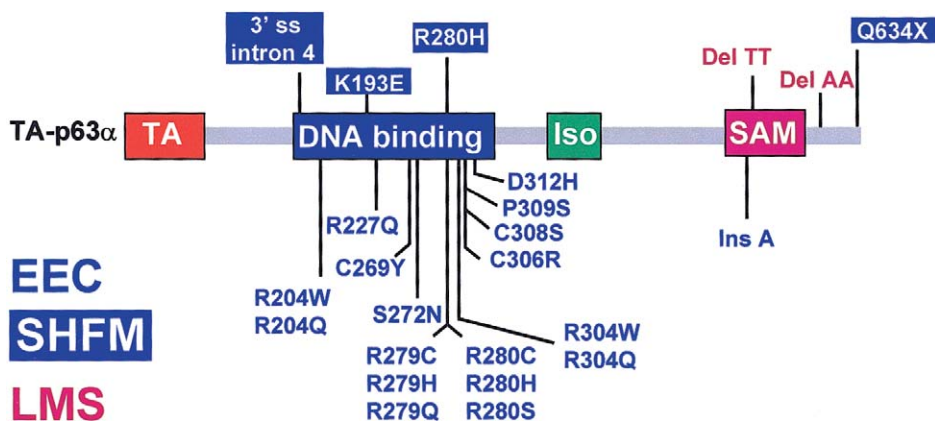 3' ss
intron 4
K193E
R280H
Q634X
Del TT
Del AA
TA-p63α
TA
DNA binding
Iso
SAM
D312H
P309S
C308S
C306R
R227Q
C269Y
Ins A
EEC
SHFM
LMS
R204W
R204Q
S272N
R279C
R279H
R279Q
R280C
R280H
R280S
R304W
R304Q